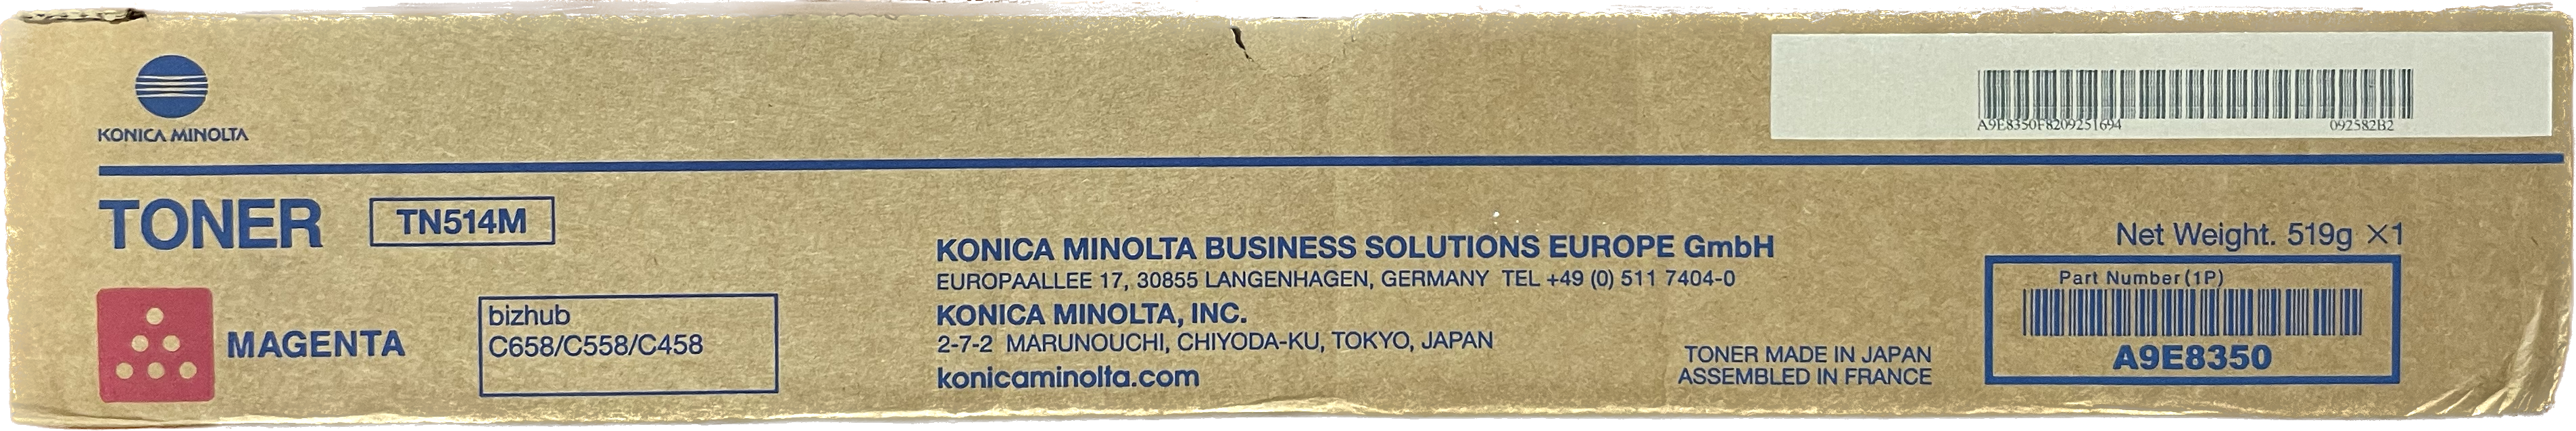 KONICA MINOLTA
A9E8350F8209251694 092582B2
TONER TN514M
MAGENTA
bizhub
C658/C558/C458
KONICA MINOLTA BUSINESS SOLUTIONS EUROPE GmbH
EUROPAALLEE 17, 30855 LANGENHAGEN, GERMANY TEL +49 (0) 511 7404-0
KONICA MINOLTA, INC.
2-7-2 MARUNOUCHI, CHIYODA-KU, TOKYO, JAPAN
konicaminolta.com
TONER MADE IN JAPAN
ASSEMBLED IN FRANCE
Net Weight. 519g ×1
Part Number(1P)
A9E8350